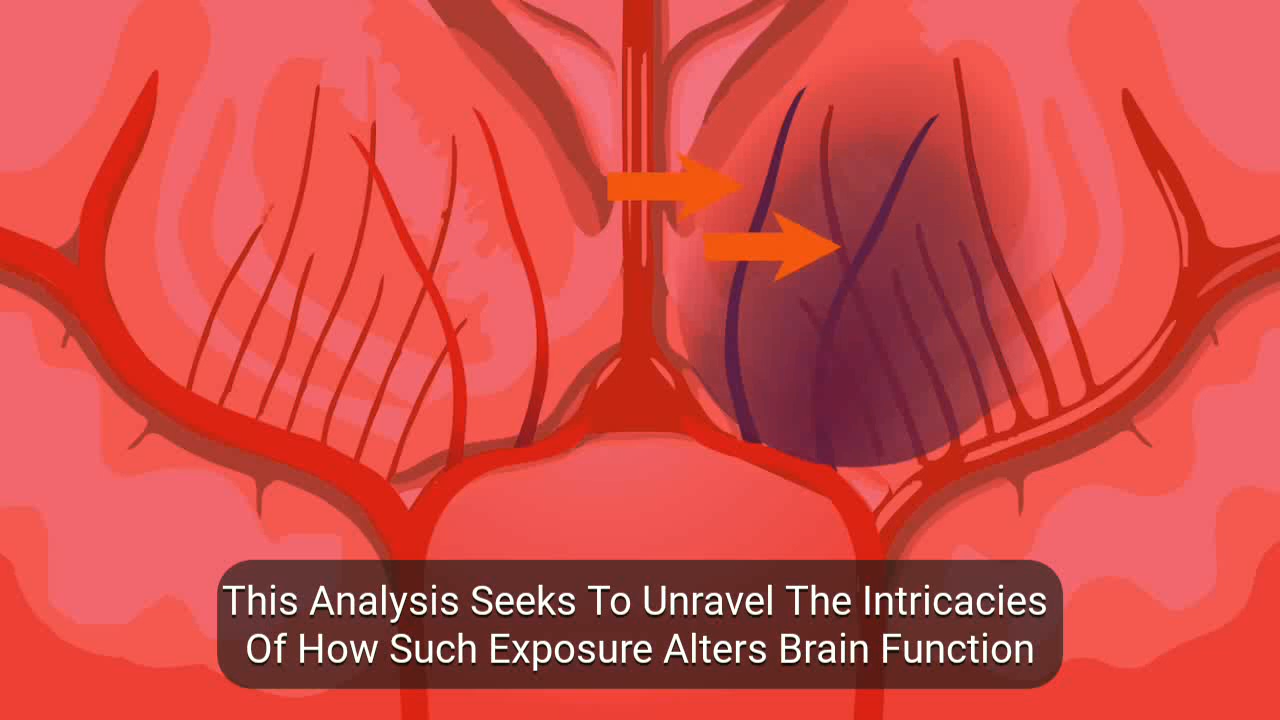 This Analysis Seeks To Unravel The Intricacies
Of How Such Exposure Alters Brain Function